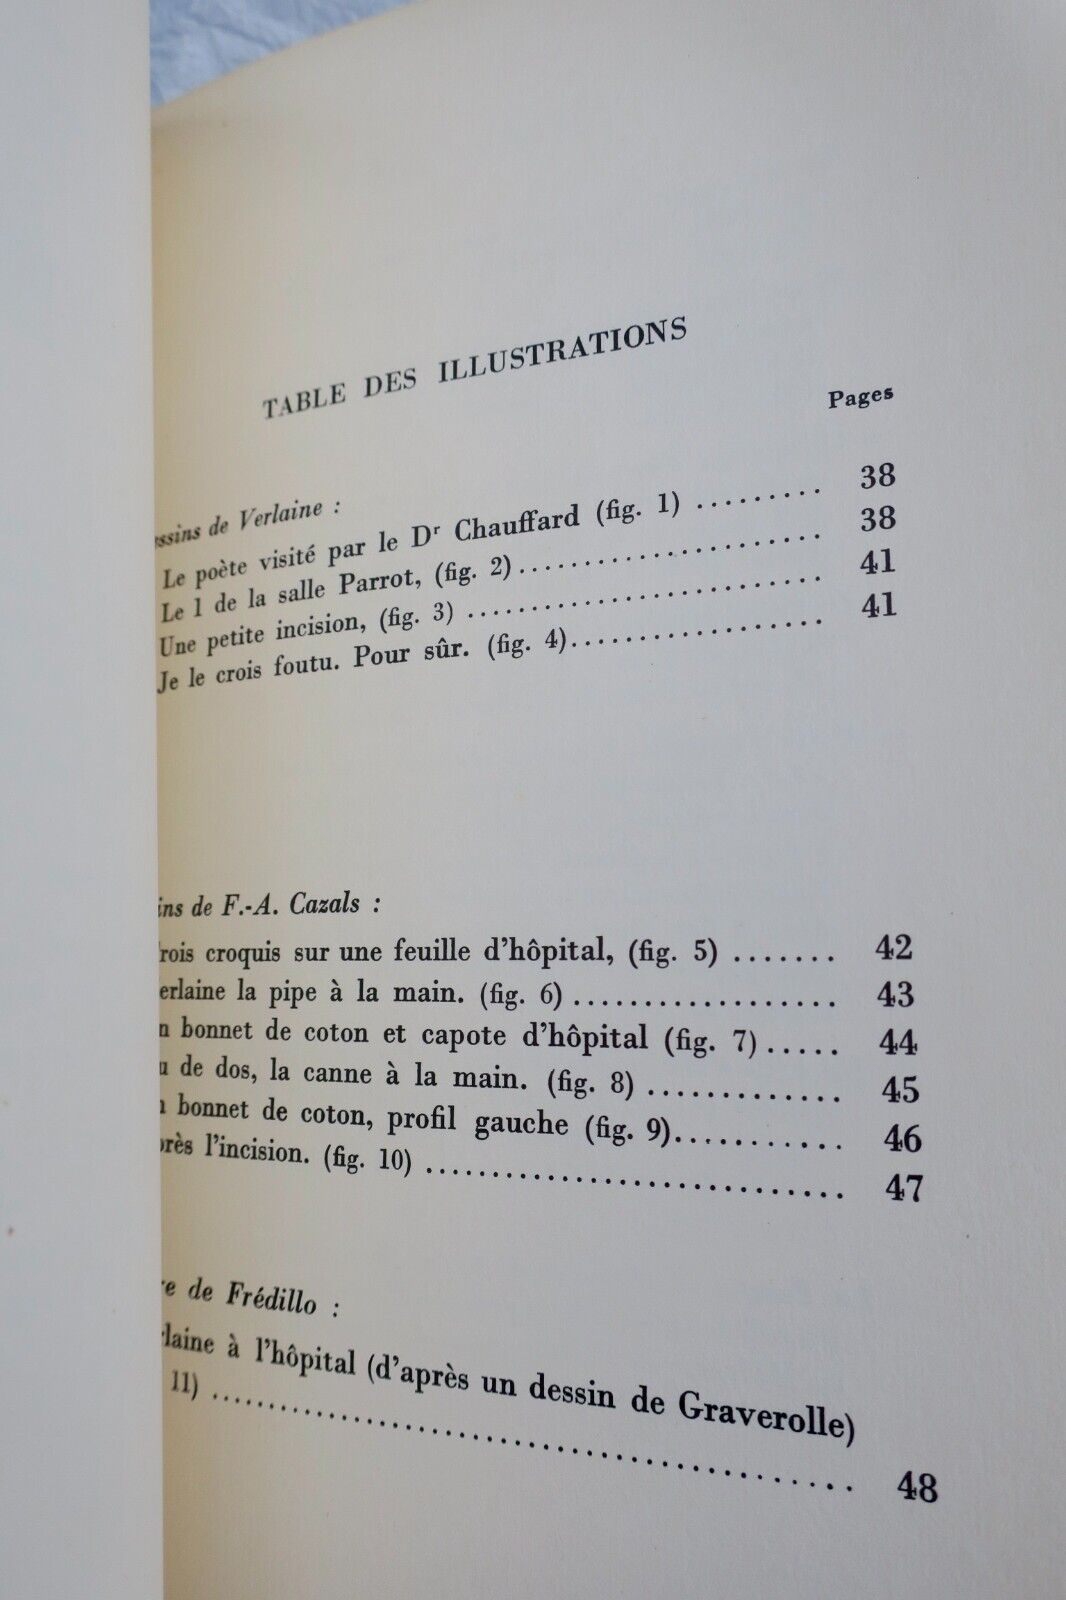 TABLE DES ILLUSTRATIONS
Pages
ssins de Verlaine :
Le poète visité par le Dr Chauffard (fig. 1) ......... 38
Le 1 de la salle Parrot, (fig. 2)........................ 38
Une petite incision, (fig. 3) .......................... 41
Je le crois foutu. Pour sûr. (fig. 4)................... 41
ins de F.-A. Cazals :
rois croquis sur une feuille d'hôpital, (fig. 5) ....... 42
erlaine la pipe à la main. (fig. 6) ................... 43
n bonnet de coton et capote d'hôpital (fig. 7) ..... 44
u de dos, la canne à la main. (fig. 8) ............. 45
n bonnet de coton, profil gauche (fig. 9)............ 46
rès l'incision. (fig. 10) .............................. 47
re de Frédillo :
rlaine à l'hôpital (d'après un dessin de Graverolle)
11) ............................................ 48